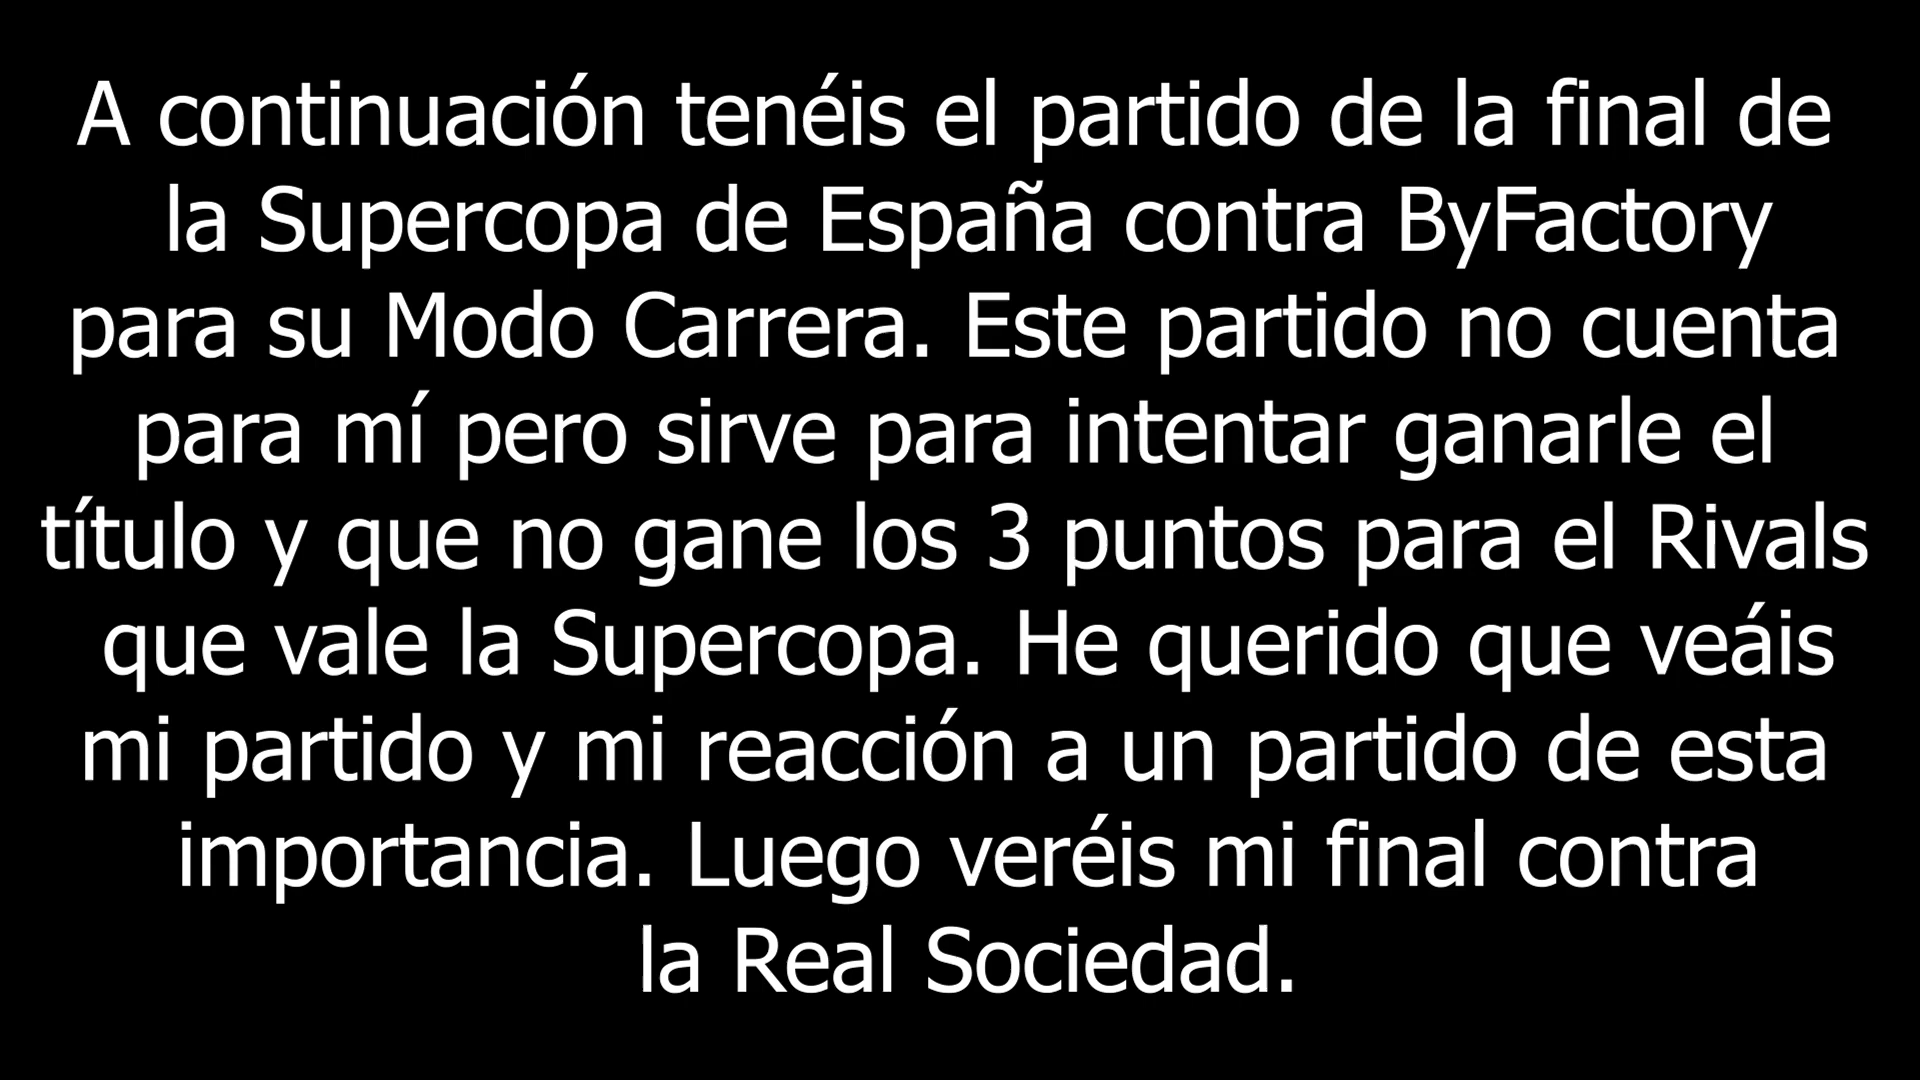 A continuación tenéis el partido de la final de
la Supercopa de España contra ByFactory
para su Modo Carrera. Este partido no cuenta
para mí pero sirve para intentar ganarle el
título y que no gane los 3 puntos para el Rivals
que vale la Supercopa. He querido que veáis
mi partido y mi reacción a un partido de esta
importancia. Luego veréis mi final contra
la Real Sociedad.